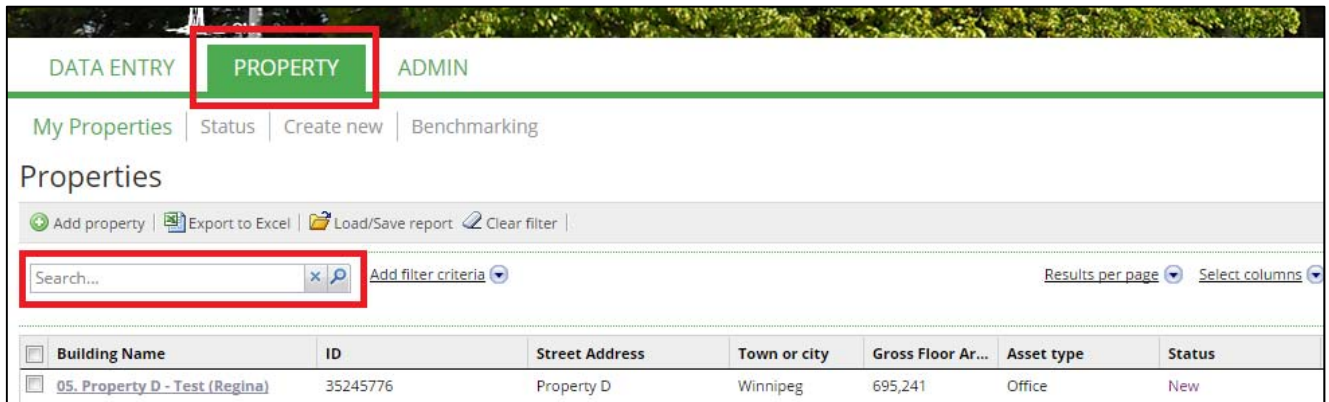 DATA ENTRY PROPERTY ADMIN
My Properties | Status | Create new | Benchmarking
Properties
Add property | Export to Excel | Load/Save report Clear filter |
Search... Add filter criteria Results per page Select columns
Building Name ID Street Address Town or city Gross Floor Ar... Asset type Status
05. Property D - Test (Regina) 35245776 Property D Winnipeg 695,241 Office New